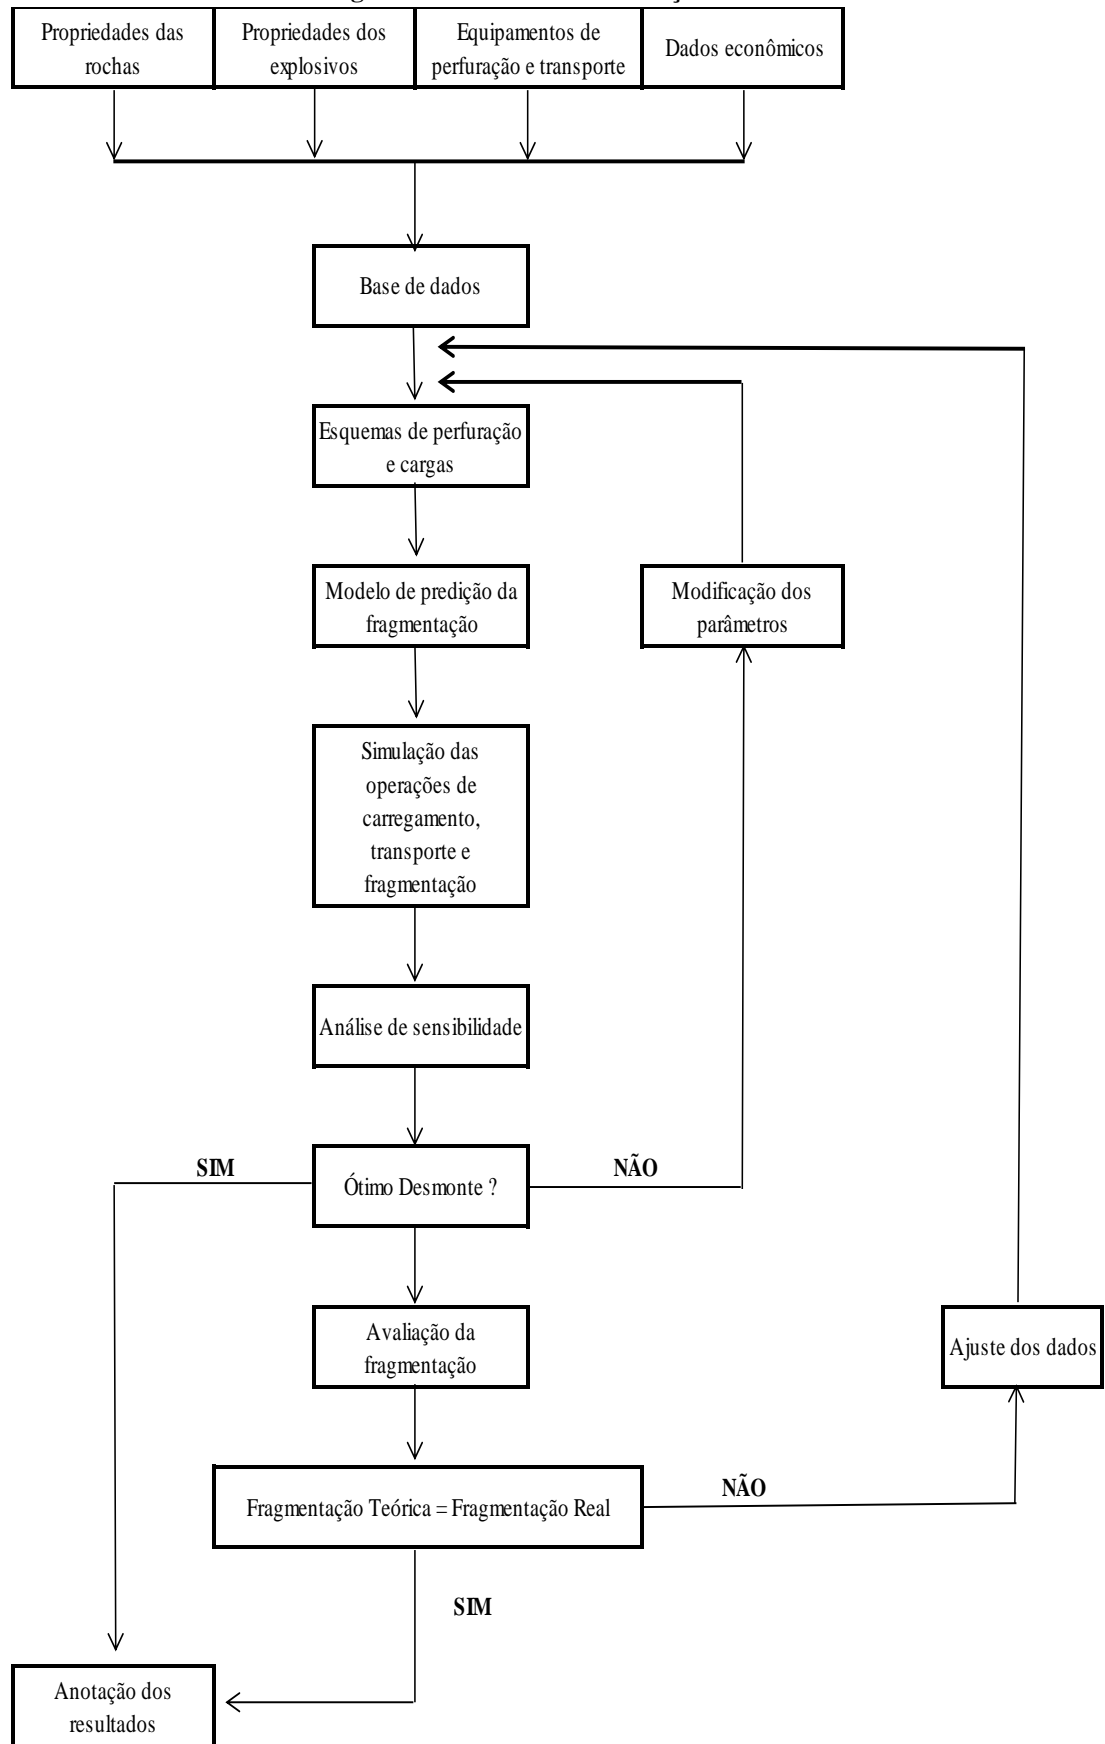 Propriedades das
rochas
Propriedades dos
explosivos
Equipamentos de
perfuração e transporte
Dados econômicos
Base de dados
Esquemas de perfuração
e cargas
Modelo de predição da
fragmentação
Modificação dos
parâmetros
Simulação das
operações de
carregamento,
transporte e
fragmentação
Análise de sensibilidade
SIM
Ótimo Desmonte ?
NÃO
Avaliação da
fragmentação
Ajuste dos dados
Fragmentação Teórica = Fragmentação Real
NÃO
SIM
Anotação dos
resultados